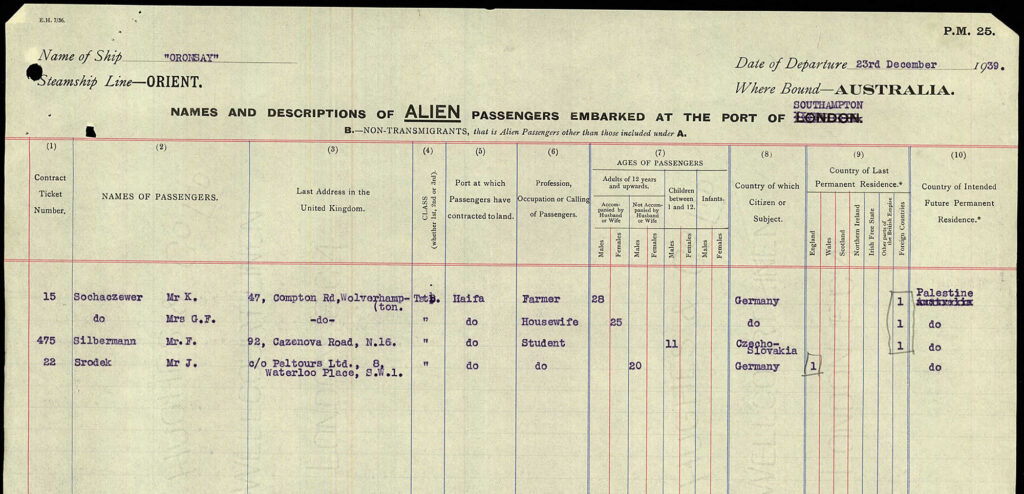 E.H. 7/36.
P.M. 25.
Name of Ship "ORONSAY"
Date of Departure 23rd December 1939.
Steamship Line—ORIENT.
Where Bound—AUSTRALIA.
SOUTHAMPTON
NAMES AND DESCRIPTIONS OF ALIEN PASSENGERS EMBARKED AT THE PORT OF LONDON.
B.—NON-TRANSMIGRANTS, that is Alien Passengers other than those included under A.
(1) (2) (3) (4) (5) (6) (7) (8) (9) (10)
Contract Ticket Number.
NAMES OF PASSENGERS.
Last Address in the United Kingdom.
CLASS (whether 1st, 2nd or 3rd).
Port at which Passengers have contracted to land.
Profession, Occupation or Calling of Passengers.
AGES OF PASSENGERS
Adults of 12 years and upwards.
Accompanied by Husband or Wife
Not Accompanied by Husband or Wife
Children between 1 and 12.
Infants.
Males Females Males Females Males Females Males Females
Country of which Citizen or Subject.
Country of Last Permanent Residence.*
England Wales Scotland Northern Ireland Irish Free State Other parts of the British Empire Foreign Countries
Country of Intended Future Permanent Residence.*
15 Sochaczewer Mr K. 47, Compton Rd, Wolverhamp-(ton. Haifa Farmer 28 Germany 1 Palestine Australia
do Mrs G.F. -do- " do Housewife 25 do 1 do
475 Silbermann Mr. F. 92, Cazenova Road, N.16. " do Student 11 Czecho-Slovakia 1 do
22 Srodek Mr J. c/o Peltours Ltd., 8, Waterloo Place, S.W.1. " do do 20 Germany 1 do